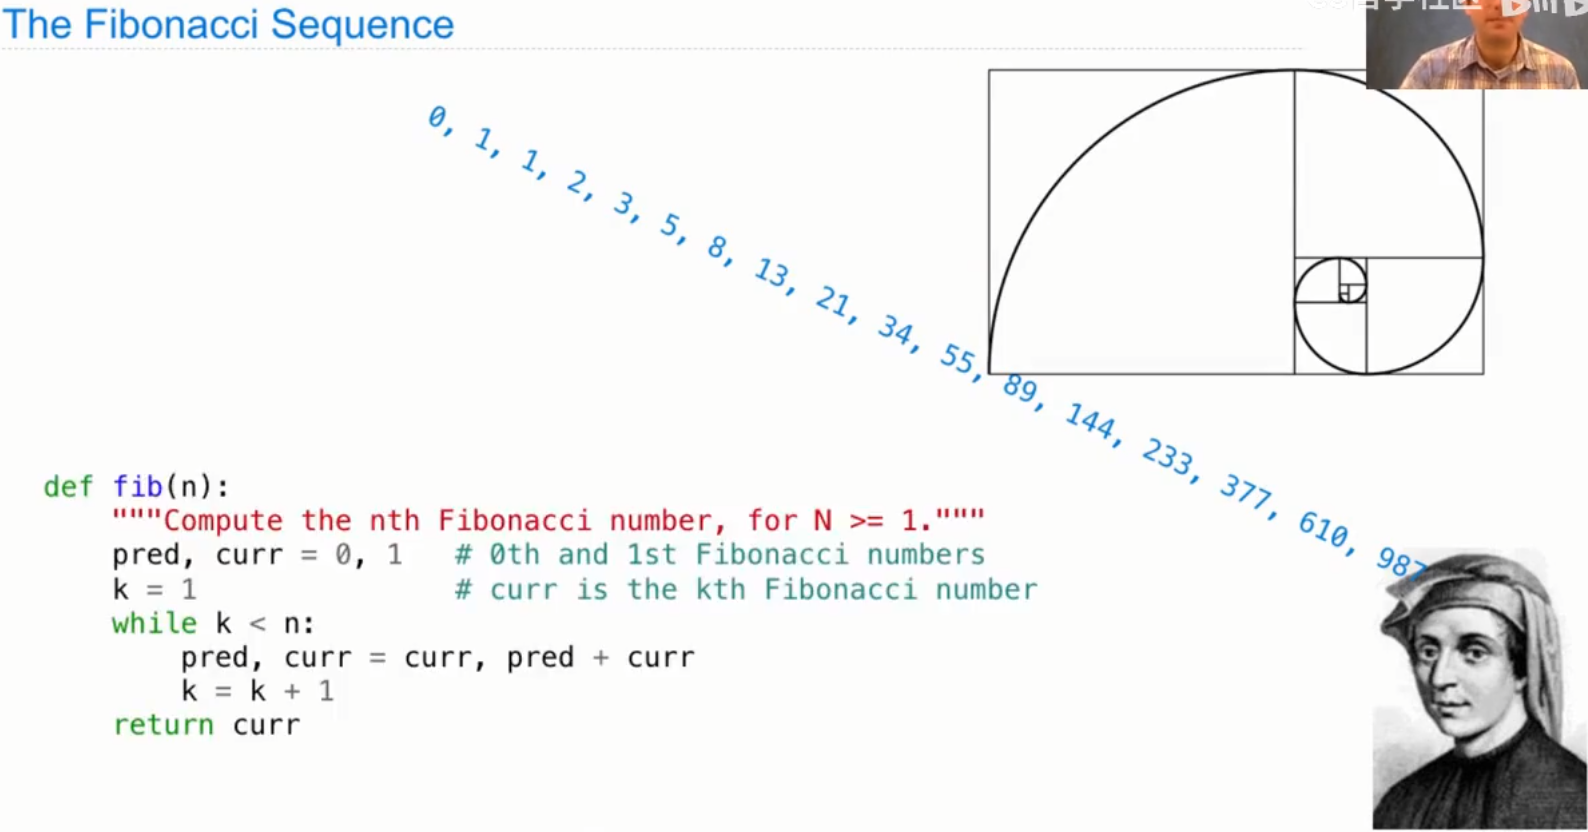 The Fibonacci Sequence
0, 1, 1, 2, 3, 5, 8, 13, 21, 34, 55, 89, 144, 233, 377, 610, 987
def fib(n):
"""Compute the nth Fibonacci number, for N >= 1."""
pred, curr = 0, 1 # 0th and 1st Fibonacci numbers
k = 1 # curr is the kth Fibonacci number
while k < n:
pred, curr = curr, pred + curr
k = k + 1
return curr